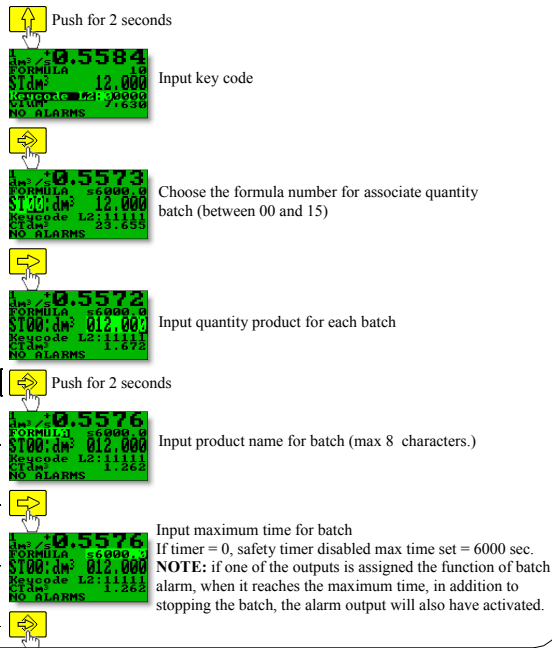 Push for 2 seconds
dm³/s +0.5584
FORMULA 10
STdm³ 12.000
Keycode L2:00000
7.630
NO ALARMS
Input key code
dm³/s +0.5573
FORMULA s6000.0
ST00:dm³ 12.000
Keycode L2:11111
CTdm³ 23.655
NO ALARMS
Choose the formula number for associate quantity
batch (between 00 and 15)
dm³/s +0.5572
FORMULA s6000.0
ST00:dm³ 012.000
Keycode L2:11111
CTdm³ 1.672
NO ALARMS
Input quantity product for each batch
Push for 2 seconds
dm³/s +0.5576
FORMULA s6000.0
ST00:dm³ 012.000
Keycode L2:11111
CTdm³ 1.262
NO ALARMS
Input product name for batch (max 8 characters.)
dm³/s +0.5576
FORMULA s6000.0
ST00:dm³ 012.000
Keycode L2:11111
CTdm³ 1.262
NO ALARMS
Input maximum time for batch
If timer = 0, safety timer disabled max time set = 6000 sec.
NOTE: if one of the outputs is assigned the function of batch
alarm, when it reaches the maximum time, in addition to
stopping the batch, the alarm output will also have activated.